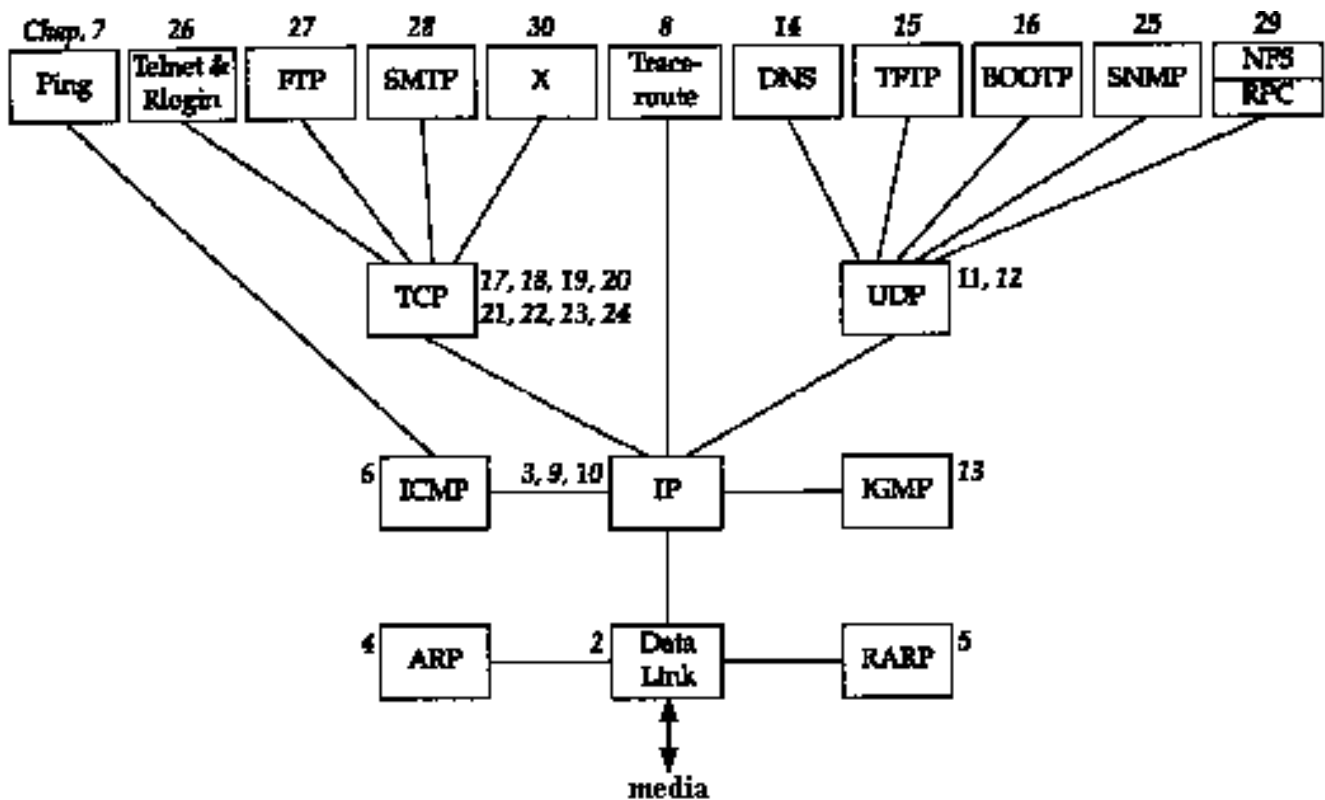 Chap. 7 26 27 28 30 8 14 15 16 25 29
Ping
Telnet &
Rlogin
FTP
SMTP
X
Trace-
route
DNS
TFTP
BOOTP
SNMP
NFS
RPC
TCP
17, 18, 19, 20
21, 22, 23, 24
UDP
11, 12
6
ICMP
3, 9, 10
IP
IGMP
13
4
ARP
2
Data
Link
RARP
5
media